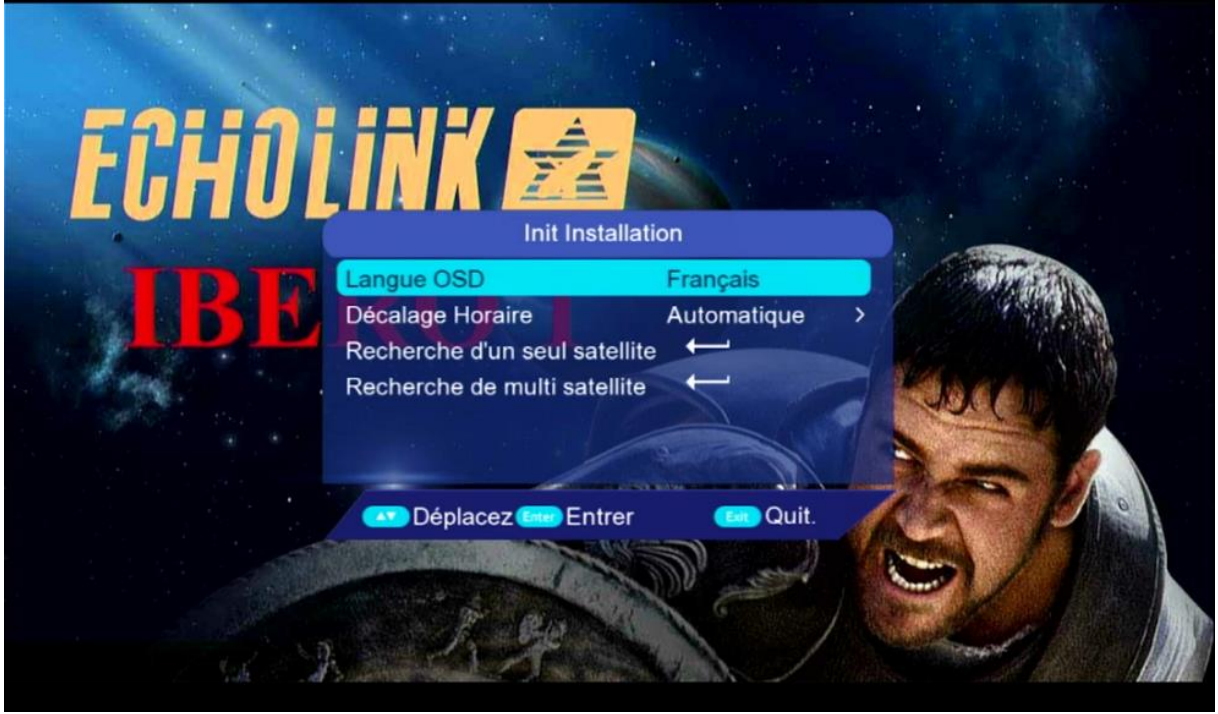 ECHOLINK
Init Installation
IBE
Langue OSD Français
Décalage Horaire Automatique >
Recherche d'un seul satellite
Recherche de multi satellite
Déplacez Enter Entrer Exit Quit.